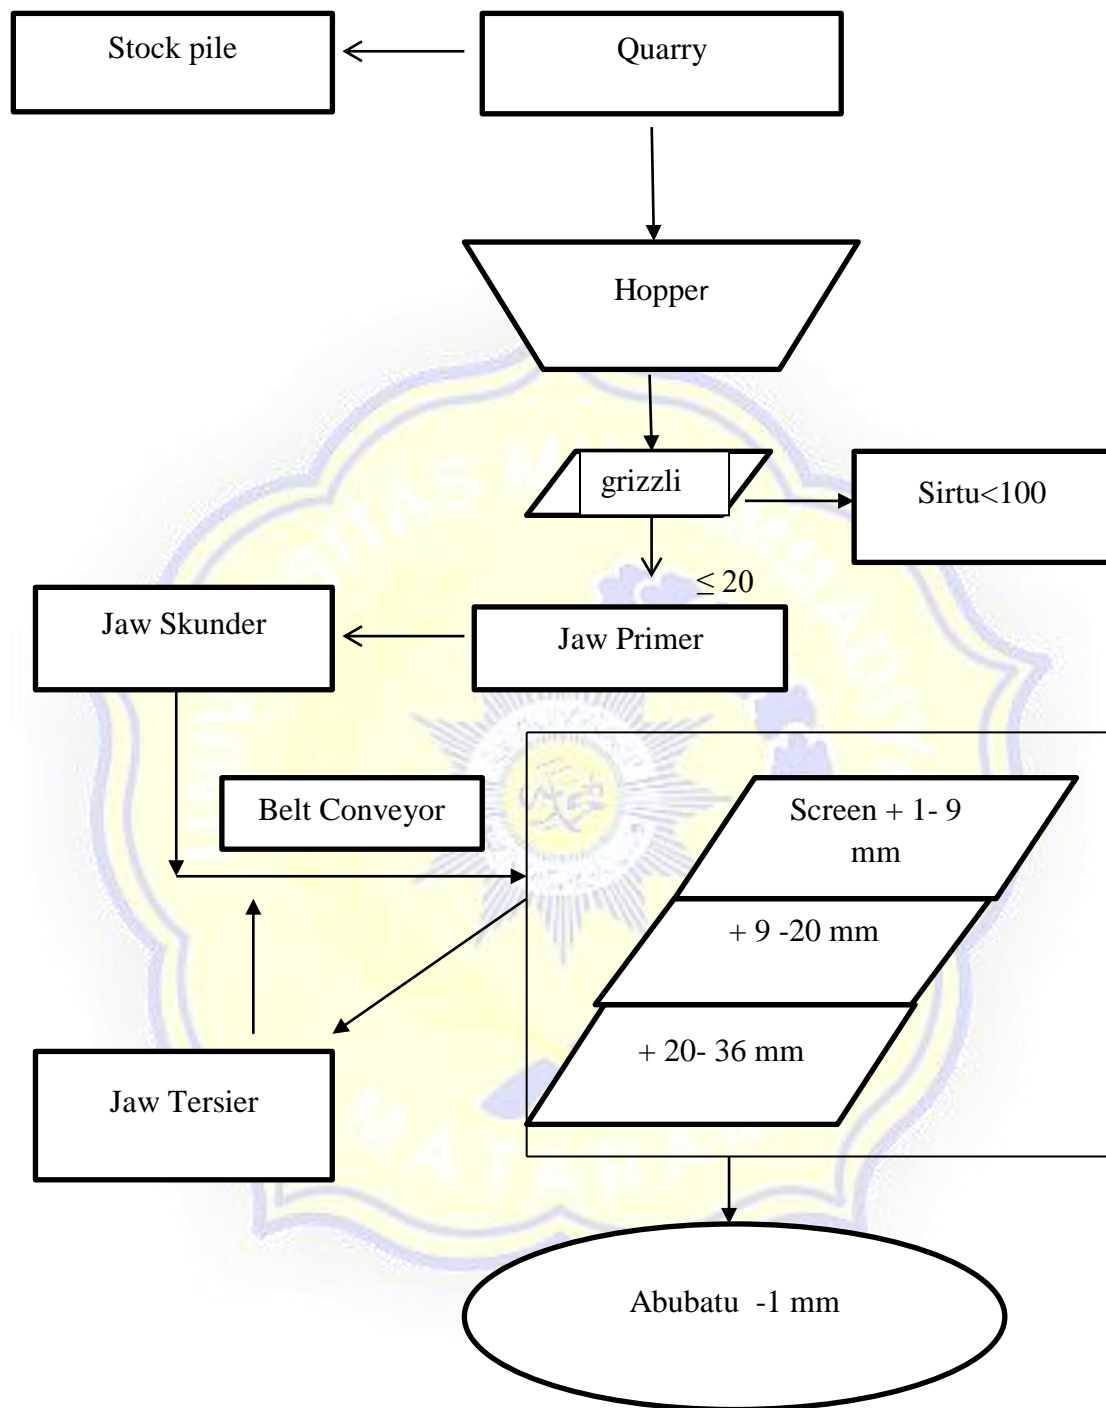 Stock pile
Quarry
Hopper
grizzli
Sirtu<100
≤ 20
Jaw Skunder
Jaw Primer
Belt Conveyor
Screen + 1- 9
mm
+ 9 -20 mm
+ 20- 36 mm
Jaw Tersier
MATARAM
Abubatu -1 mm